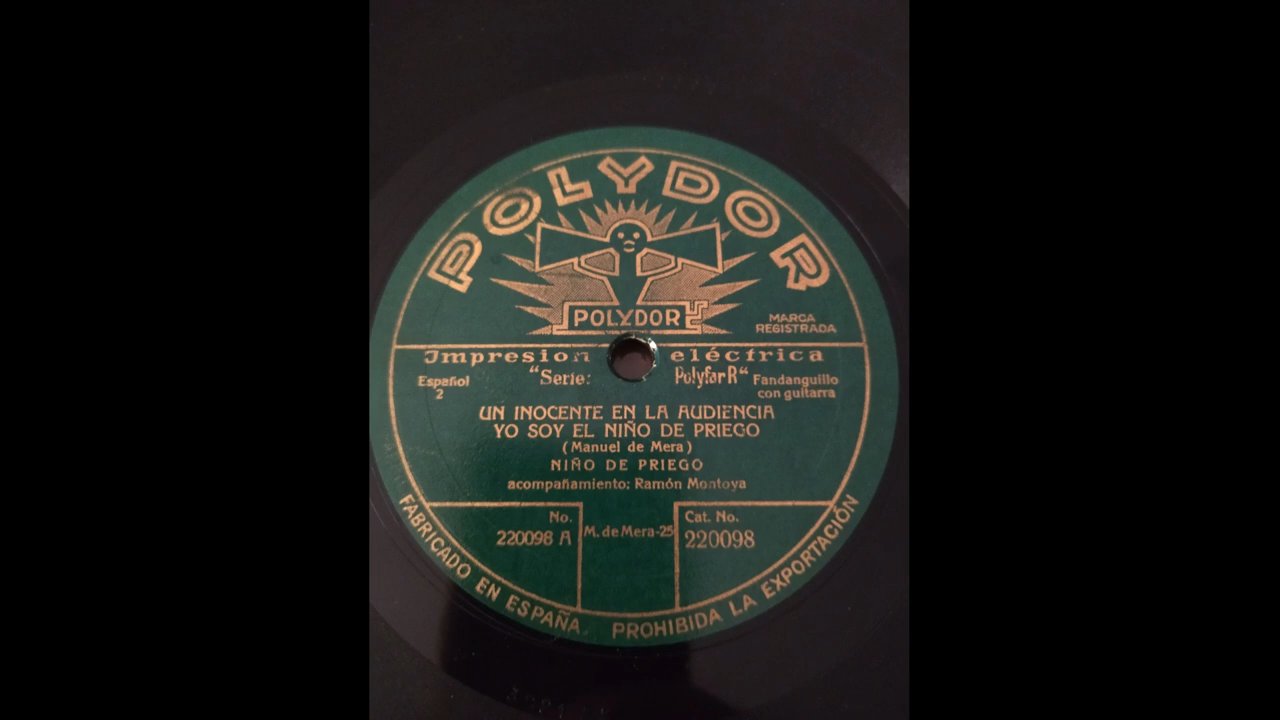 POLYDOR
POLYDOR
MARCA
REGISTRADA
Impresion eléctrica
"Serie: PolyfarR"
Español
2
Fandanguillo
con guitarra
UN INOCENTE EN LA AUDIENCIA
YO SOY EL NIÑO DE PRIEGO
(Manuel de Mera)
NIÑO DE PRIEGO
acompañamiento: Ramón Montoya
No.
220098 A
M. de Mera-25
Cat. No.
220098
FABRICADO EN ESPAÑA. PROHIBIDA LA EXPORTACIÓN